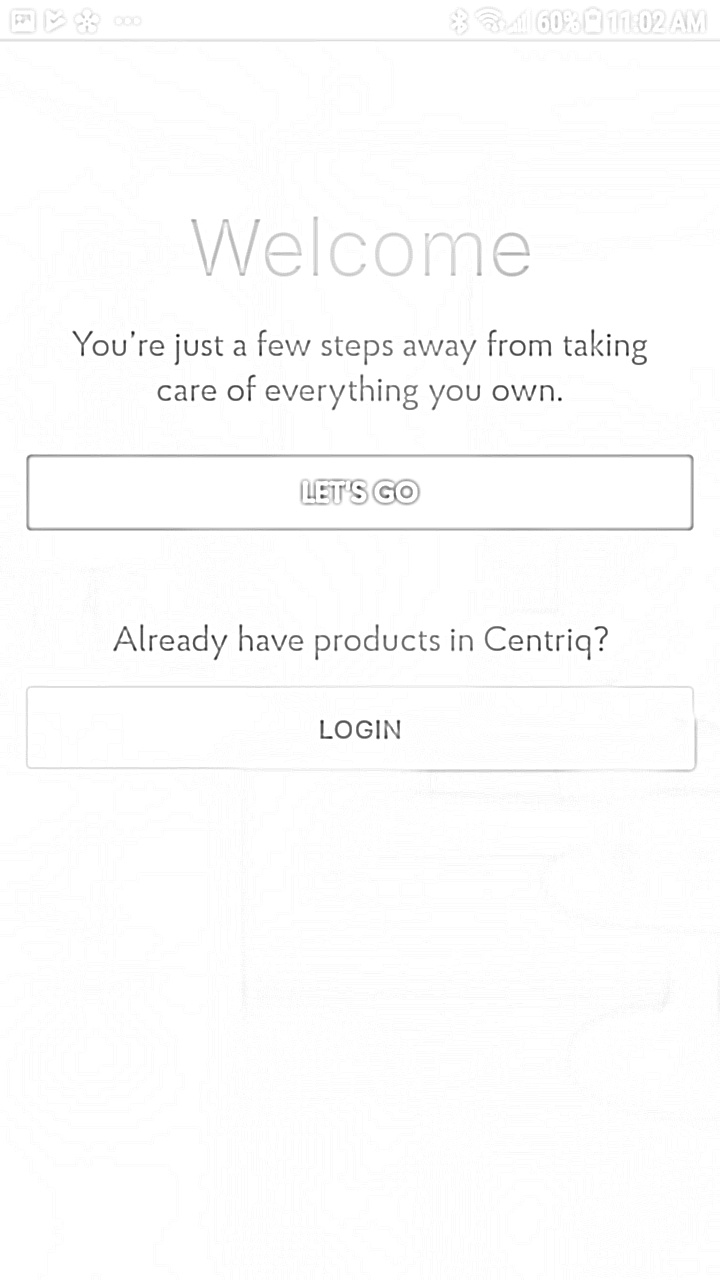 60% 11:02 AM
Welcome
You're just a few steps away from taking
care of everything you own.
LET'S GO
Already have products in Centriq?
LOGIN